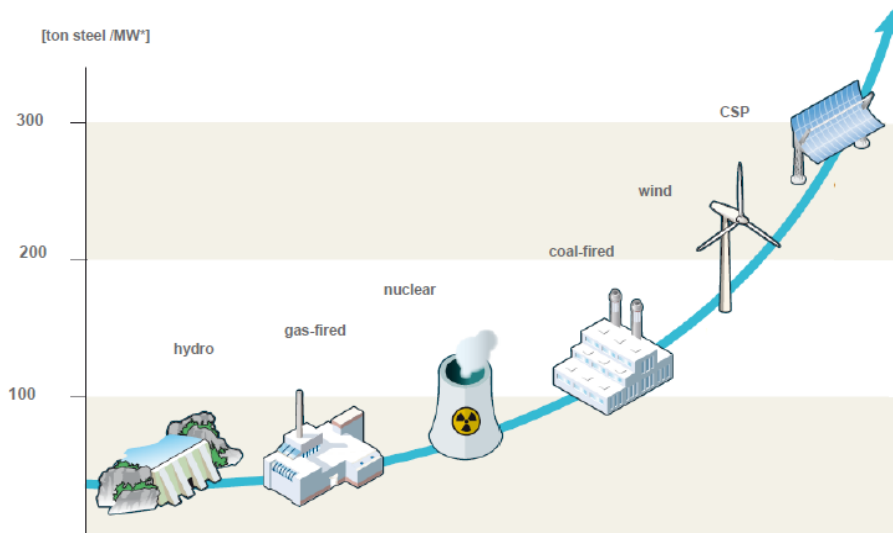 [ton steel /MW*]
300
CSP
wind
200
coal-fired
nuclear
gas-fired
hydro
100